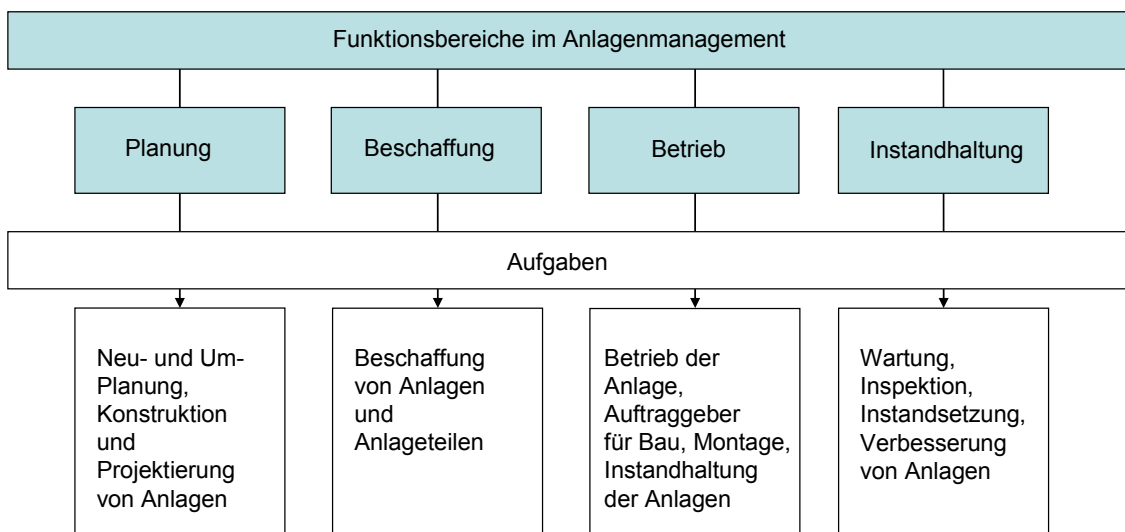 Funktionsbereiche im Anlagenmanagement
Planung
Beschaffung
Betrieb
Instandhaltung
Aufgaben
Neu- und Um-
Planung,
Konstruktion
und
Projektierung
von Anlagen
Beschaffung
von Anlagen
und
Anlageteilen
Betrieb der
Anlage,
Auftraggeber
für Bau, Montage,
Instandhaltung
der Anlagen
Wartung,
Inspektion,
Instandsetzung,
Verbesserung
von Anlagen